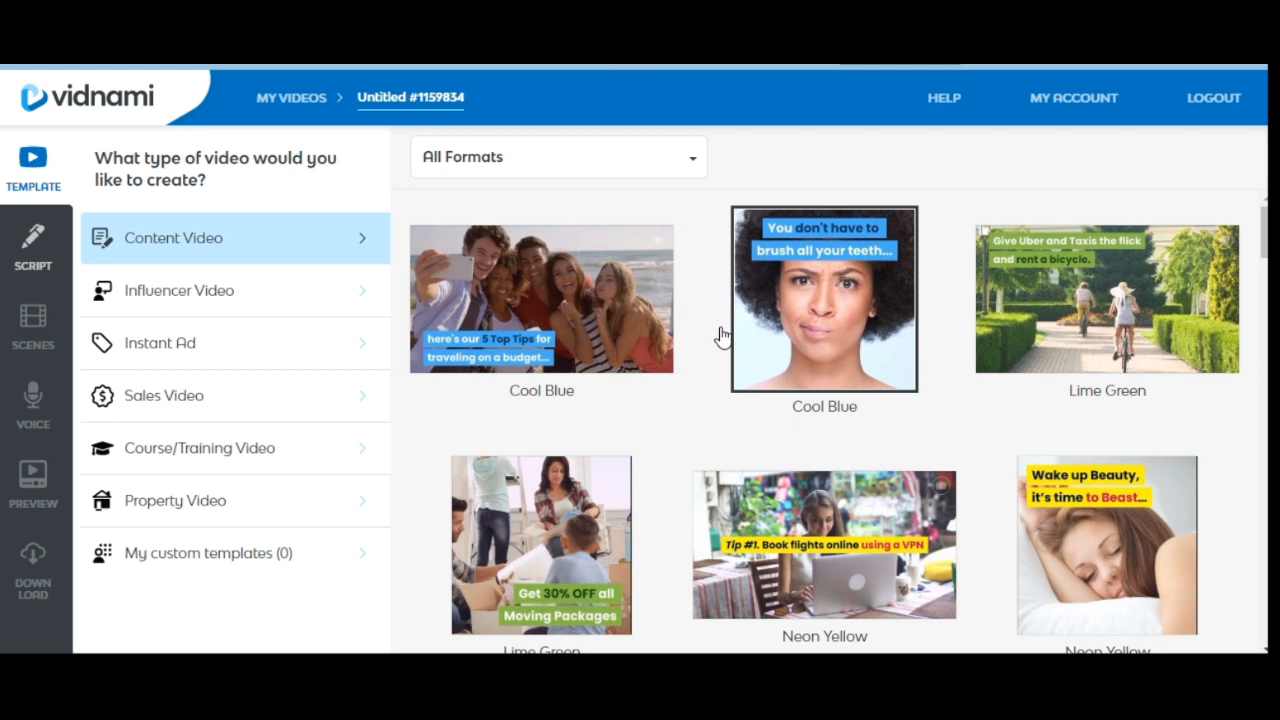 vidnami
MY VIDEOS > Untitled #1159834
HELP
MY ACCOUNT
LOGOUT
TEMPLATE
SCRIPT
SCENES
VOICE
PREVIEW
DOWN
LOAD
What type of video would you
like to create?
Content Video
Influencer Video
Instant Ad
Sales Video
Course/Training Video
Property Video
My custom templates (0)
All Formats
here's our 5 Top Tips for
traveling on a budget...
Cool Blue
You don't have to
brush all your teeth...
Cool Blue
Give Uber and Taxis the flick
and rent a bicycle.
Lime Green
Get 30% OFF all
Moving Packages
Lime Green
Tip #1. Book flights online using a VPN
Neon Yellow
Wake up Beauty,
it's time to Beast...
Neon Yellow